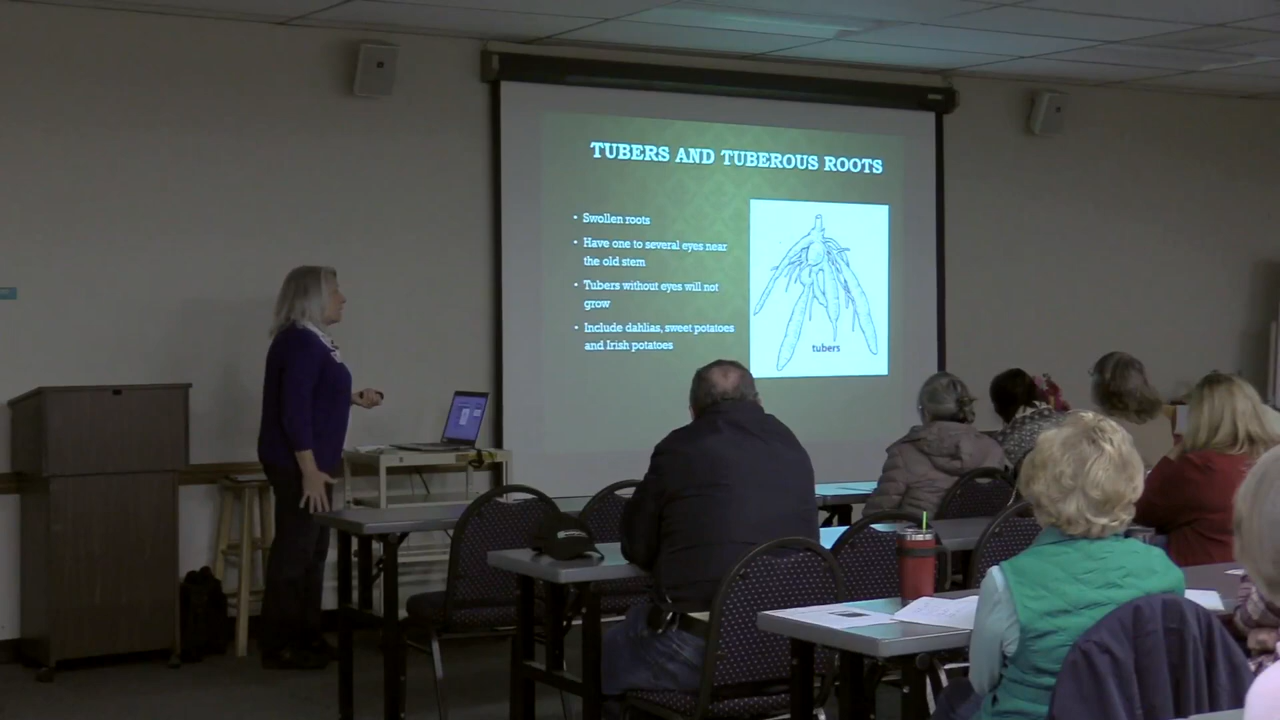 TUBERS AND TUBEROUS ROOTS
• Swollen roots
• Have one to several eyes near
the old stem
• Tubers without eyes will not
grow
• Include dahlias, sweet potatoes
and Irish potatoes
tubers